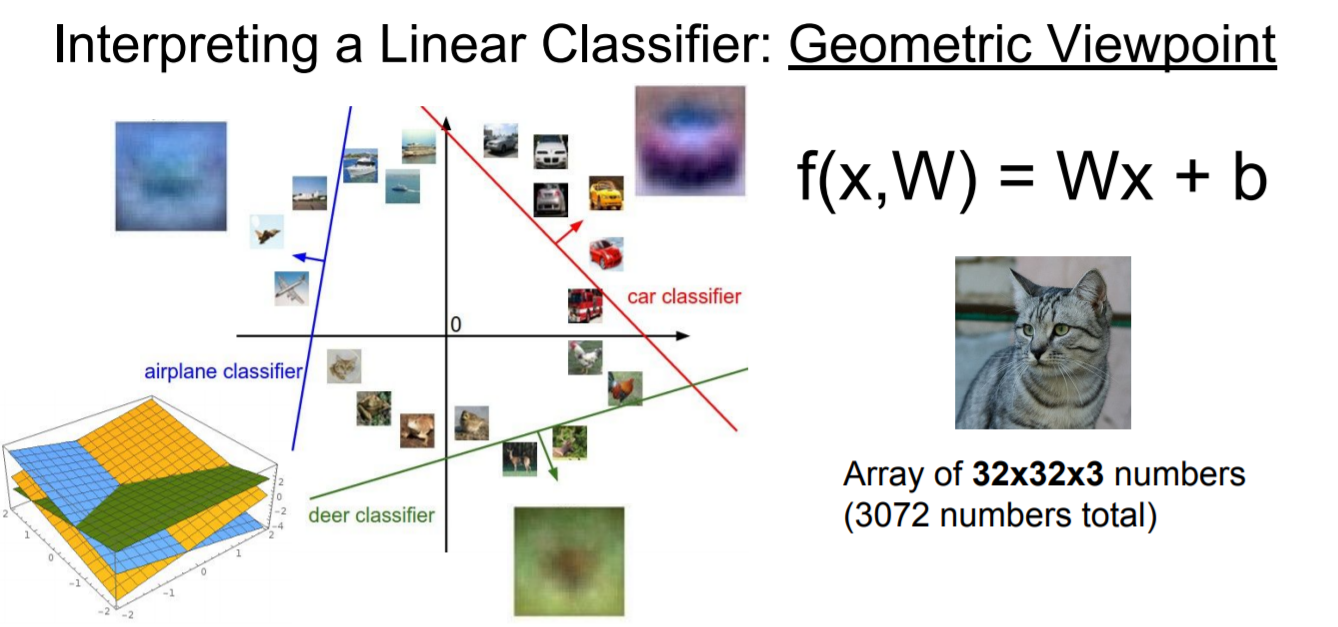 Interpreting a Linear Classifier: Geometric Viewpoint
f(x,W) = Wx + b
0
car classifier
airplane classifier
deer classifier
Array of 32x32x3 numbers
(3072 numbers total)
2
0
-2
-4
2
1
0
-1
-2
2
1
0
-1
-2